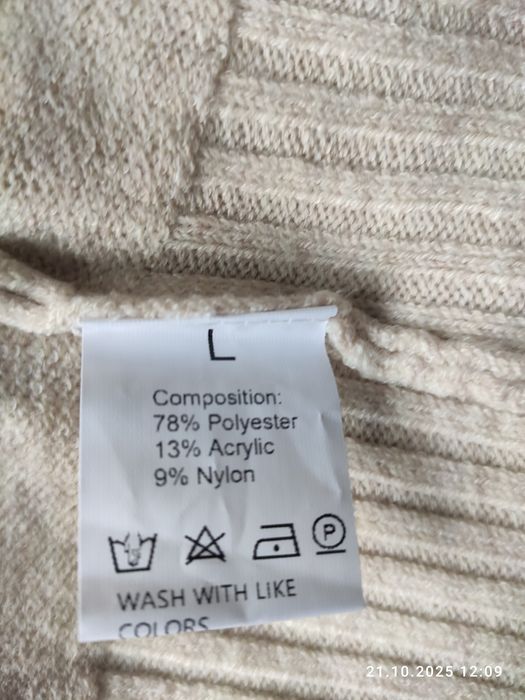 L
Composition:
78% Polyester
13% Acrylic
9% Nylon
P
WASH WITH LIKE
COLORS
21.10.2025 12:09